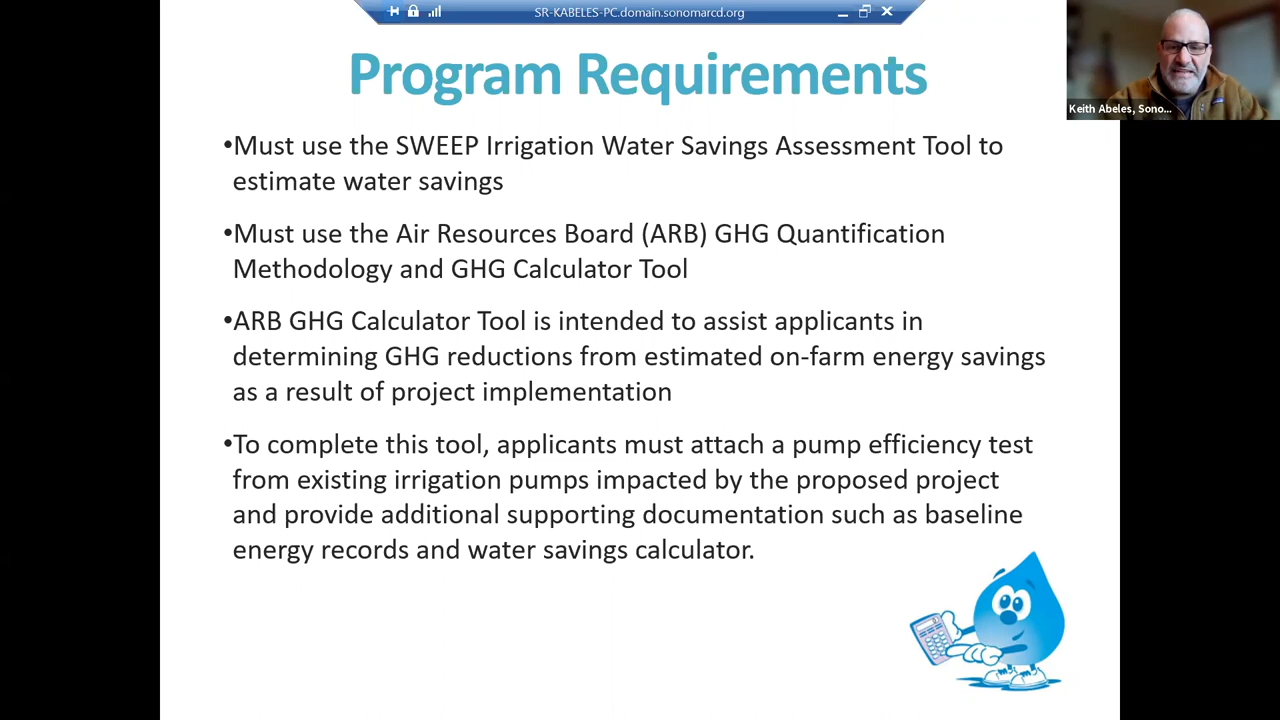 SR-KABELES-PC.domain.sonomarcd.org
Program Requirements
Keith Abeles, Sono...
•Must use the SWEEP Irrigation Water Savings Assessment Tool to
estimate water savings
•Must use the Air Resources Board (ARB) GHG Quantification
Methodology and GHG Calculator Tool
•ARB GHG Calculator Tool is intended to assist applicants in
determining GHG reductions from estimated on-farm energy savings
as a result of project implementation
•To complete this tool, applicants must attach a pump efficiency test
from existing irrigation pumps impacted by the proposed project
and provide additional supporting documentation such as baseline
energy records and water savings calculator.